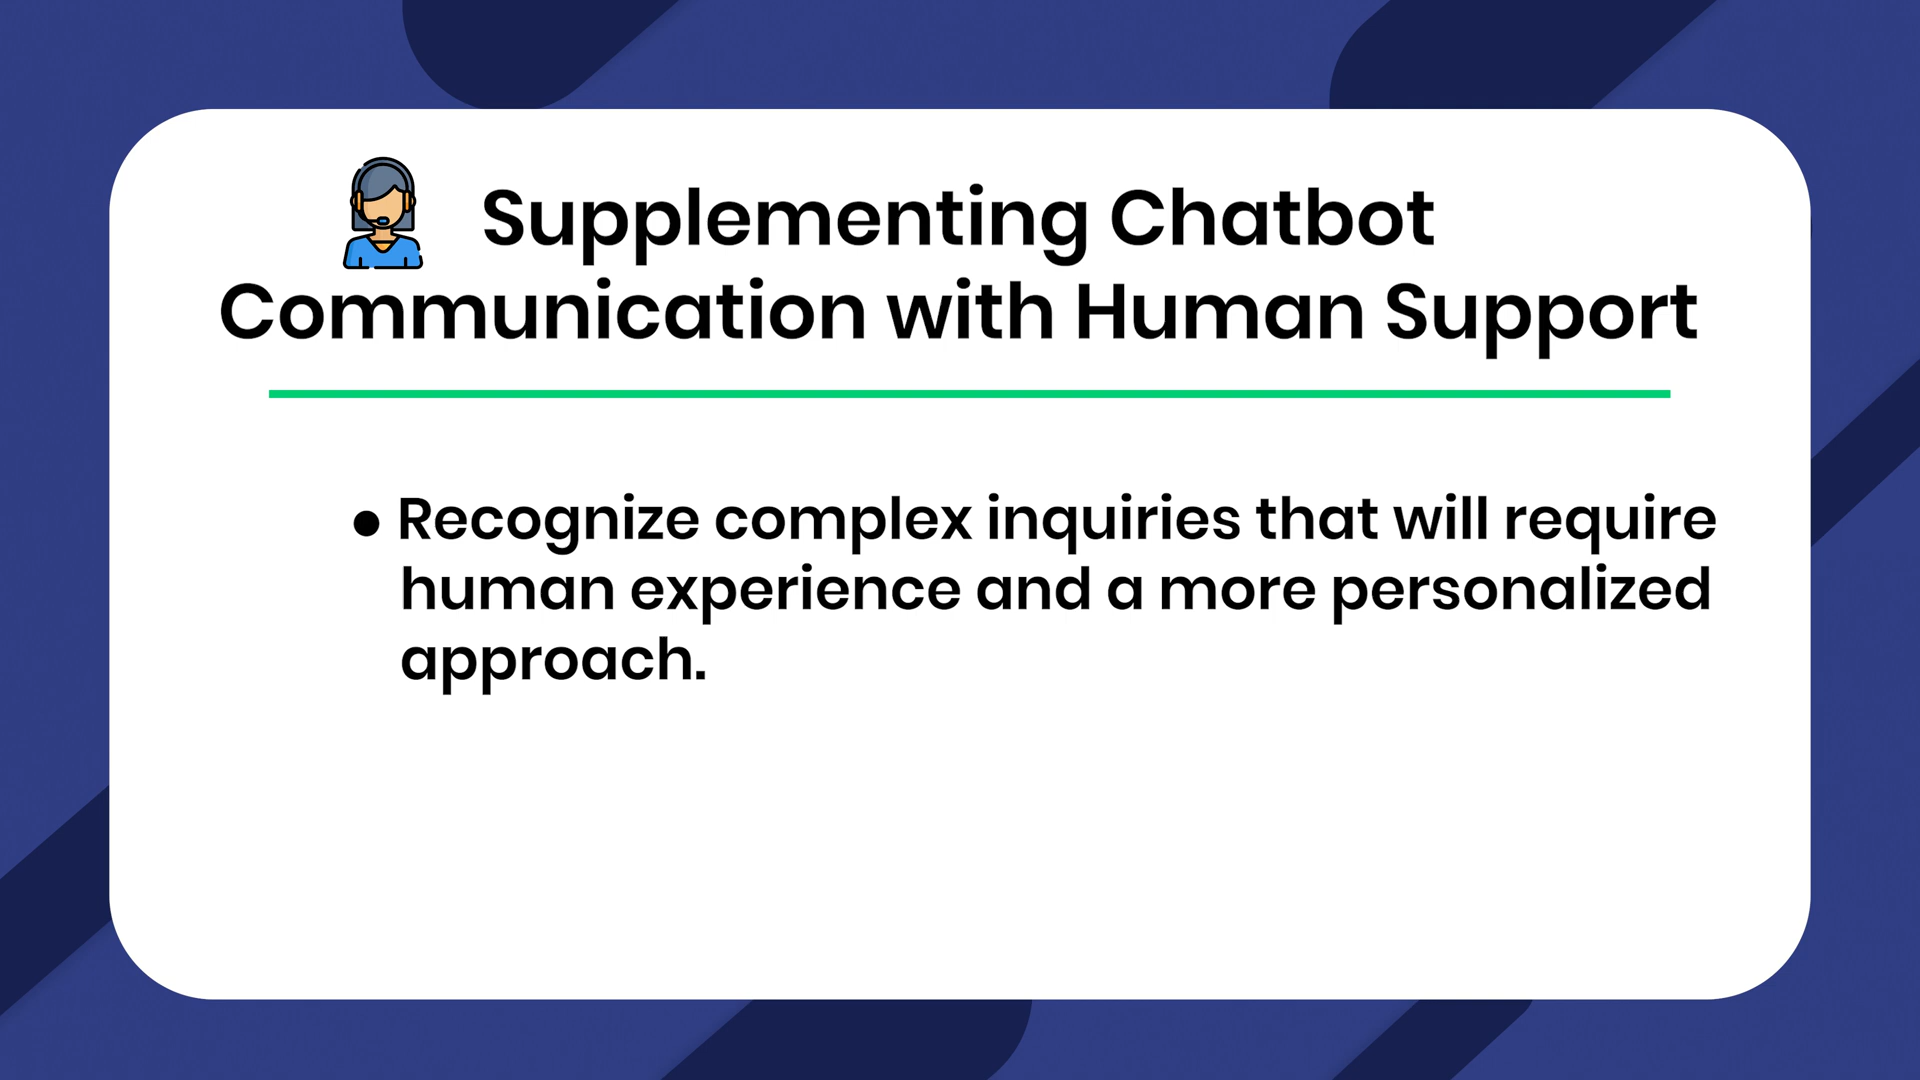 Supplementing Chatbot
Communication with Human Support
• Recognize complex inquiries that will require
human experience and a more personalized
approach.